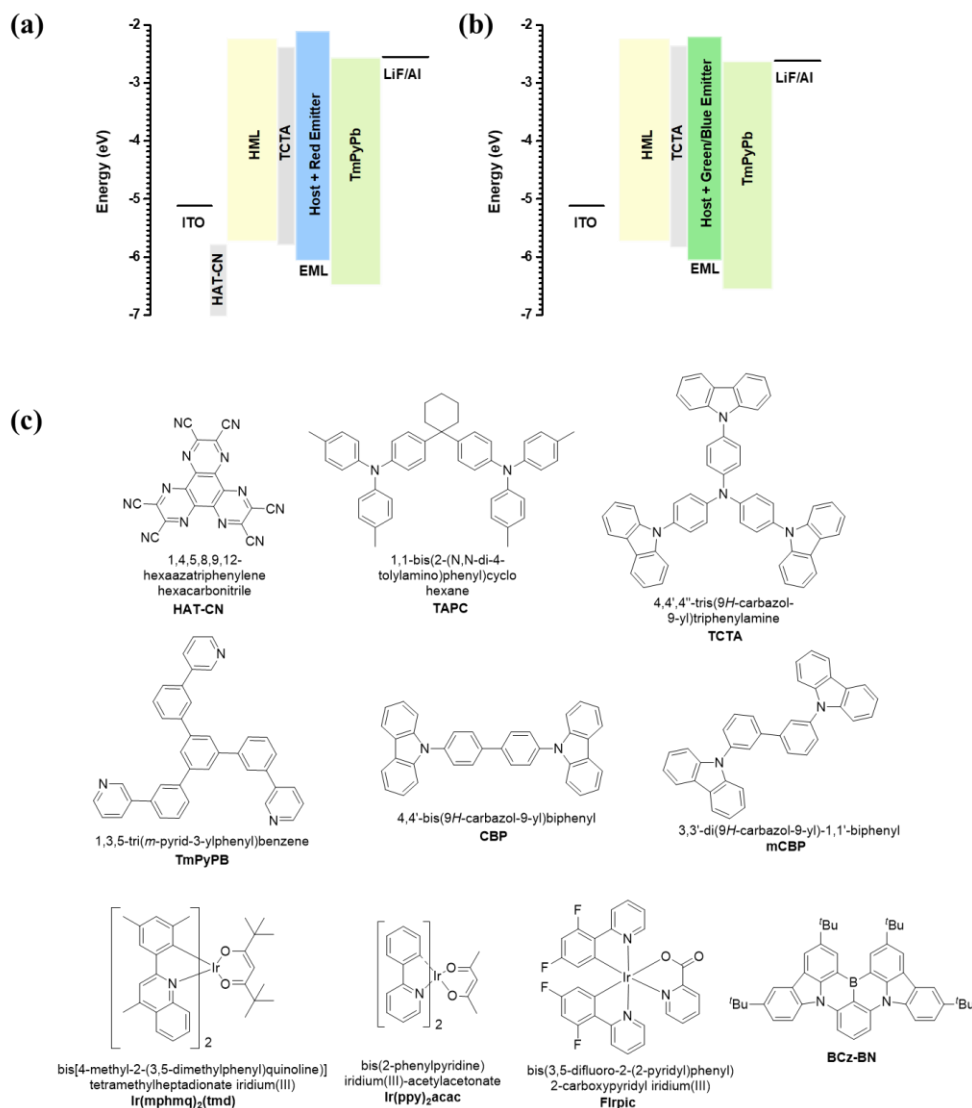 (a)
-2
-3
-4
-5
-6
-7
Energy (eV)
ITO
HAT-CN
HML
TCTA
Host + Red Emitter
EML
TmPyPb
LiF/Al
(b)
-2
-3
-4
-5
-6
-7
Energy (eV)
ITO
HML
TCTA
Host + Green/Blue Emitter
EML
TmPyPb
LiF/Al
(c)
NC CN
N N
NC N N CN
N N
NC CN
1,4,5,8,9,12-
hexaazatriphenylene
hexacarbonitrile
HAT-CN
N N
1,1-bis(2-(N,N-di-4-
tolylamino)phenyl)cyclo
hexane
TAPC
N
N
N N
4,4',4"-tris(9H-carbazol-
9-yl)triphenylamine
TCTA
N
N
N
1,3,5-tri(m-pyrid-3-ylphenyl)benzene
TmPyPB
N N
4,4'-bis(9H-carbazol-9-yl)biphenyl
CBP
N
N
3,3'-di(9H-carbazol-9-yl)-1,1'-biphenyl
mCBP
O
Ir
N O
2
bis[4-methyl-2-(3,5-dimethylphenyl)quinoline)]
tetramethylheptadionate iridium(III)
Ir(mphmq)2(tmd)
Ir O
N O
2
bis(2-phenylpyridine)
iridium(III)-acetylacetonate
Ir(ppy)2acac
F
N
O O
F Ir
F N
N
F
bis(3,5-difluoro-2-(2-pyridyl)phenyl)
2-carboxypyridyl iridium(III)
FIrpic
tBu tBu
B
tBu N N tBu
BCz-BN